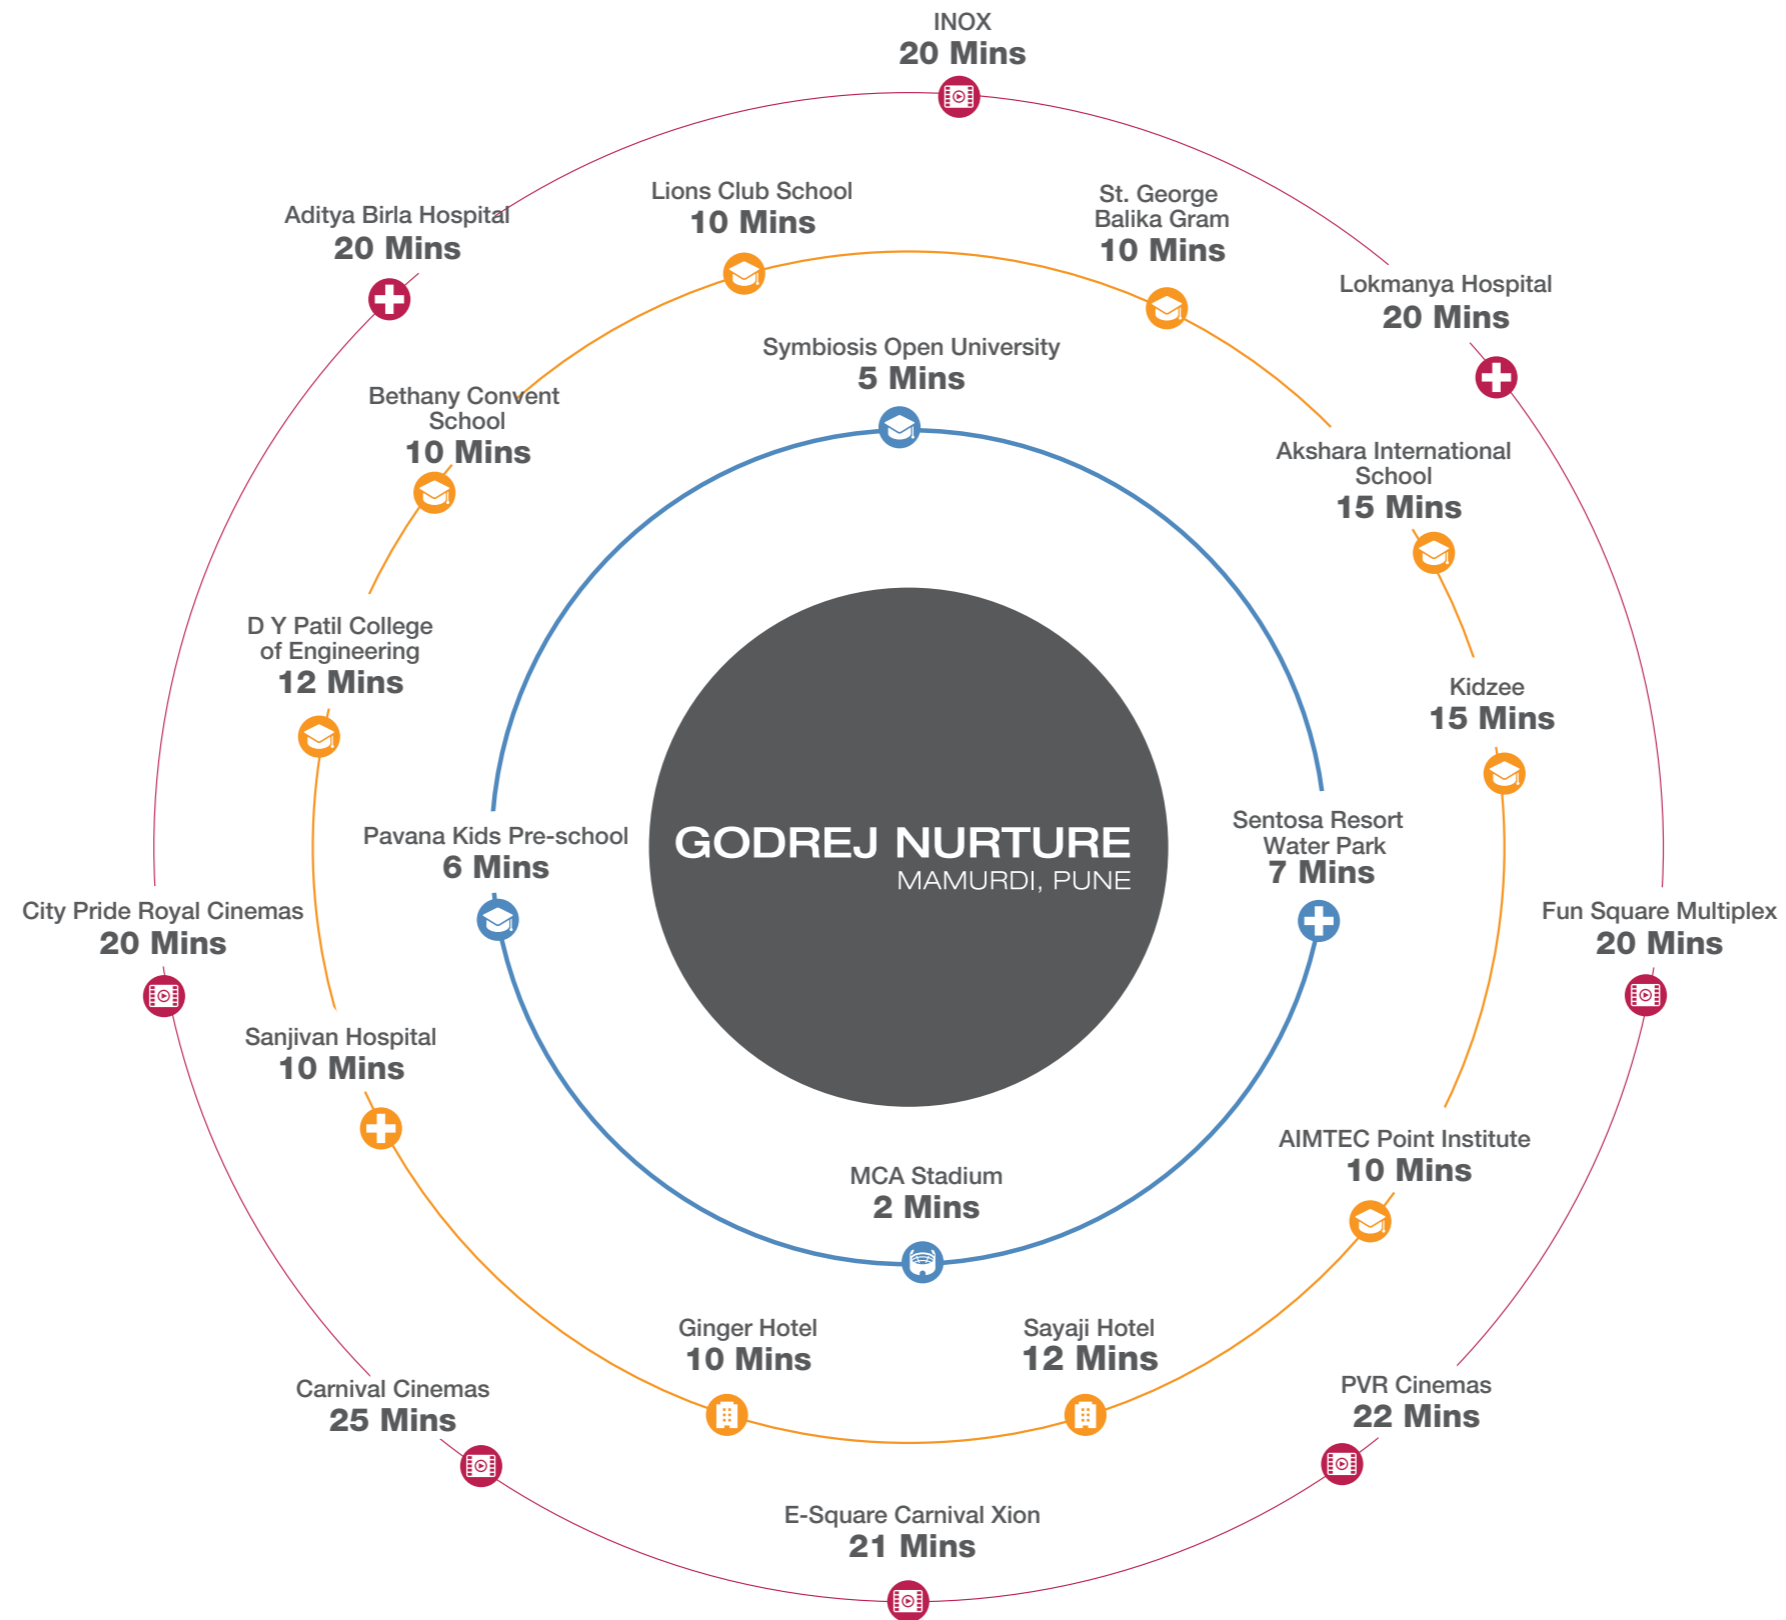 INOX
20 Mins
Aditya Birla Hospital
20 Mins
Lions Club School
10 Mins
St. George
Balika Gram
10 Mins
Lokmanya Hospital
20 Mins
Symbiosis Open University
5 Mins
Bethany Convent
School
10 Mins
Akshara International
School
15 Mins
D Y Patil College
of Engineering
12 Mins
Kidzee
15 Mins
Pavana Kids Pre-school
6 Mins
GODREJ NURTURE
MAMURDI, PUNE
Sentosa Resort
Water Park
7 Mins
City Pride Royal Cinemas
20 Mins
Fun Square Multiplex
20 Mins
Sanjivan Hospital
10 Mins
AIMTEC Point Institute
10 Mins
MCA Stadium
2 Mins
Ginger Hotel
10 Mins
Sayaji Hotel
12 Mins
Carnival Cinemas
25 Mins
PVR Cinemas
22 Mins
E-Square Carnival Xion
21 Mins